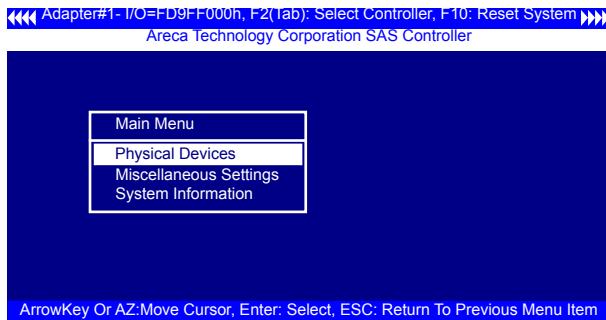 Adapter#1- I/O=FD9FF000h, F2(Tab): Select Controller, F10: Reset System
Areca Technology Corporation SAS Controller
Main Menu
Physical Devices
Miscellaneous Settings
System Information
ArrowKey Or AZ:Move Cursor, Enter: Select, ESC: Return To Previous Menu Item